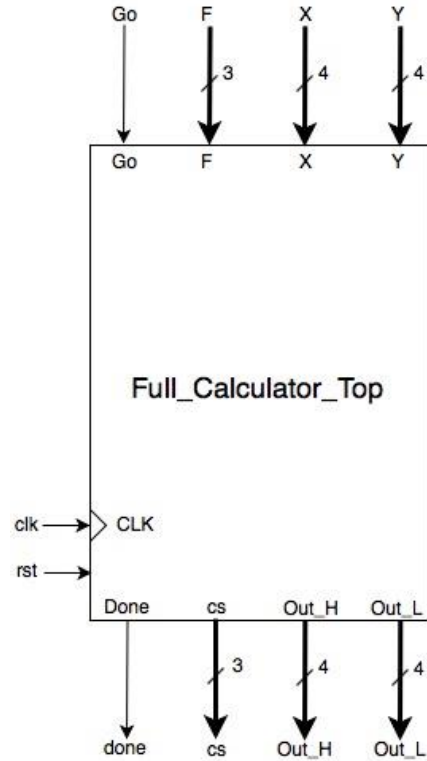 Go F X Y
3 4 4
Go F X Y
Full_Calculator_Top
clk CLK
rst
Done cs Out_H Out_L
3 4 4
done cs Out_H Out_L